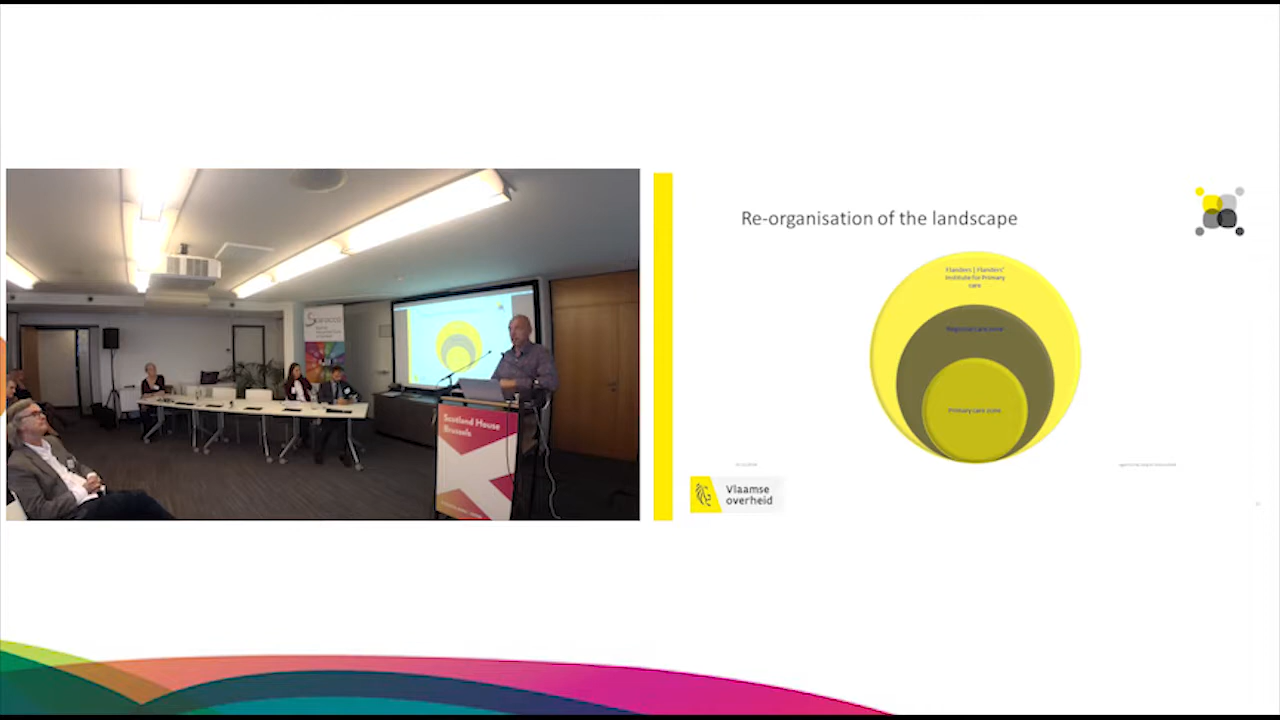 Scotland House
Brussels
Re-organisation of the landscape
Flanders | Flanders'
Institute for Primary
care
Regional care zone
Primary care zone
Vlaamse
overheid